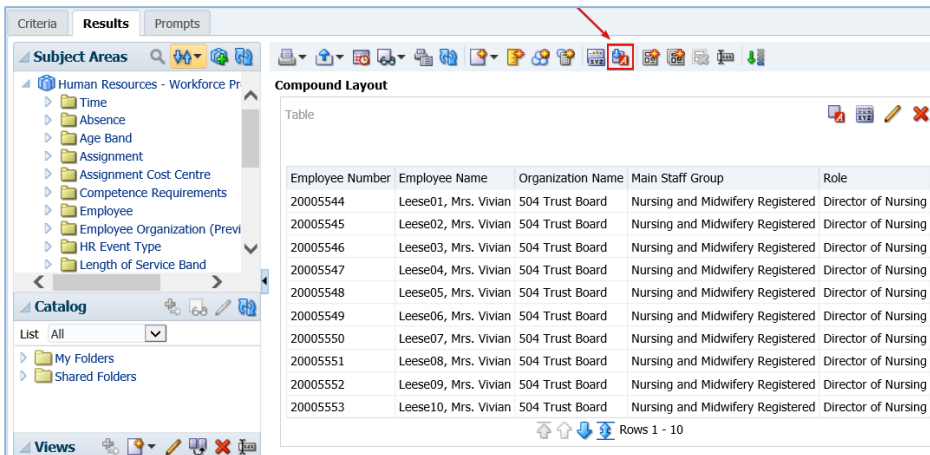 Criteria Results Prompts
Subject Areas
Human Resources - Workforce Pr
Time
Absence
Age Band
Assignment
Assignment Cost Centre
Competence Requirements
Employee
Employee Organization (Previ
HR Event Type
Length of Service Band
Catalog
List All
My Folders
Shared Folders
Views
Compound Layout
Table
Employee Number Employee Name Organization Name Main Staff Group Role
20005544 Leese01, Mrs. Vivian 504 Trust Board Nursing and Midwifery Registered Director of Nursing
20005545 Leese02, Mrs. Vivian 504 Trust Board Nursing and Midwifery Registered Director of Nursing
20005546 Leese03, Mrs. Vivian 504 Trust Board Nursing and Midwifery Registered Director of Nursing
20005547 Leese04, Mrs. Vivian 504 Trust Board Nursing and Midwifery Registered Director of Nursing
20005548 Leese05, Mrs. Vivian 504 Trust Board Nursing and Midwifery Registered Director of Nursing
20005549 Leese06, Mrs. Vivian 504 Trust Board Nursing and Midwifery Registered Director of Nursing
20005550 Leese07, Mrs. Vivian 504 Trust Board Nursing and Midwifery Registered Director of Nursing
20005551 Leese08, Mrs. Vivian 504 Trust Board Nursing and Midwifery Registered Director of Nursing
20005552 Leese09, Mrs. Vivian 504 Trust Board Nursing and Midwifery Registered Director of Nursing
20005553 Leese10, Mrs. Vivian 504 Trust Board Nursing and Midwifery Registered Director of Nursing
Rows 1 - 10